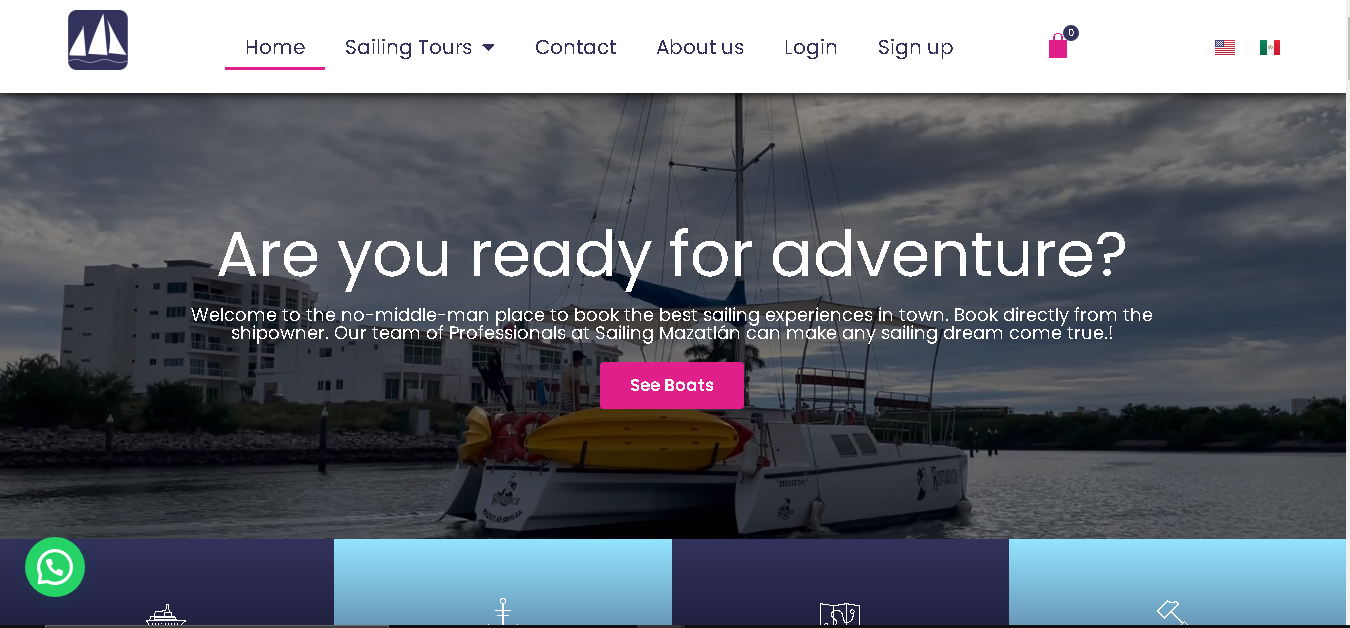 Home
Sailing Tours
Contact
About us
Login
Sign up
0
Are you ready for adventure?
Welcome to the no-middle-man place to book the best sailing experiences in town. Book directly from the
shipowner. Our team of Professionals at Sailing Mazatlán can make any sailing dream come true.!
See Boats
Romance
Romance